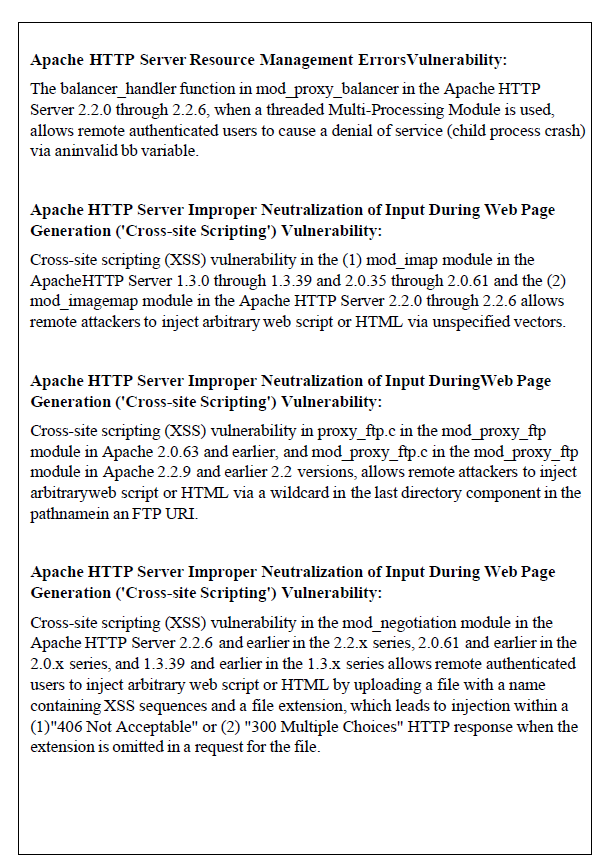 Apache HTTP Server Resource Management ErrorsVulnerability:
The balancer_handler function in mod_proxy_balancer in the Apache HTTP
Server 2.2.0 through 2.2.6, when a threaded Multi-Processing Module is used,
allows remote authenticated users to cause a denial of service (child process crash)
via aninvalid bb variable.
Apache HTTP Server Improper Neutralization of Input During Web Page
Generation ('Cross-site Scripting') Vulnerability:
Cross-site scripting (XSS) vulnerability in the (1) mod_imap module in the
ApacheHTTP Server 1.3.0 through 1.3.39 and 2.0.35 through 2.0.61 and the (2)
mod_imagemap module in the Apache HTTP Server 2.2.0 through 2.2.6 allows
remote attackers to inject arbitrary web script or HTML via unspecified vectors.
Apache HTTP Server Improper Neutralization of Input DuringWeb Page
Generation ('Cross-site Scripting') Vulnerability:
Cross-site scripting (XSS) vulnerability in proxy_ftp.c in the mod_proxy_ftp
module in Apache 2.0.63 and earlier, and mod_proxy_ftp.c in the mod_proxy_ftp
module in Apache 2.2.9 and earlier 2.2 versions, allows remote attackers to inject
arbitraryweb script or HTML via a wildcard in the last directory component in the
pathnamein an FTP URI.
Apache HTTP Server Improper Neutralization of Input During Web Page
Generation ('Cross-site Scripting') Vulnerability:
Cross-site scripting (XSS) vulnerability in the mod_negotiation module in the
Apache HTTP Server 2.2.6 and earlier in the 2.2.x series, 2.0.61 and earlier in the
2.0.x series, and 1.3.39 and earlier in the 1.3.x series allows remote authenticated
users to inject arbitrary web script or HTML by uploading a file with a name
containing XSS sequences and a file extension, which leads to injection within a
(1)"406 Not Acceptable" or (2) "300 Multiple Choices" HTTP response when the
extension is omitted in a request for the file.